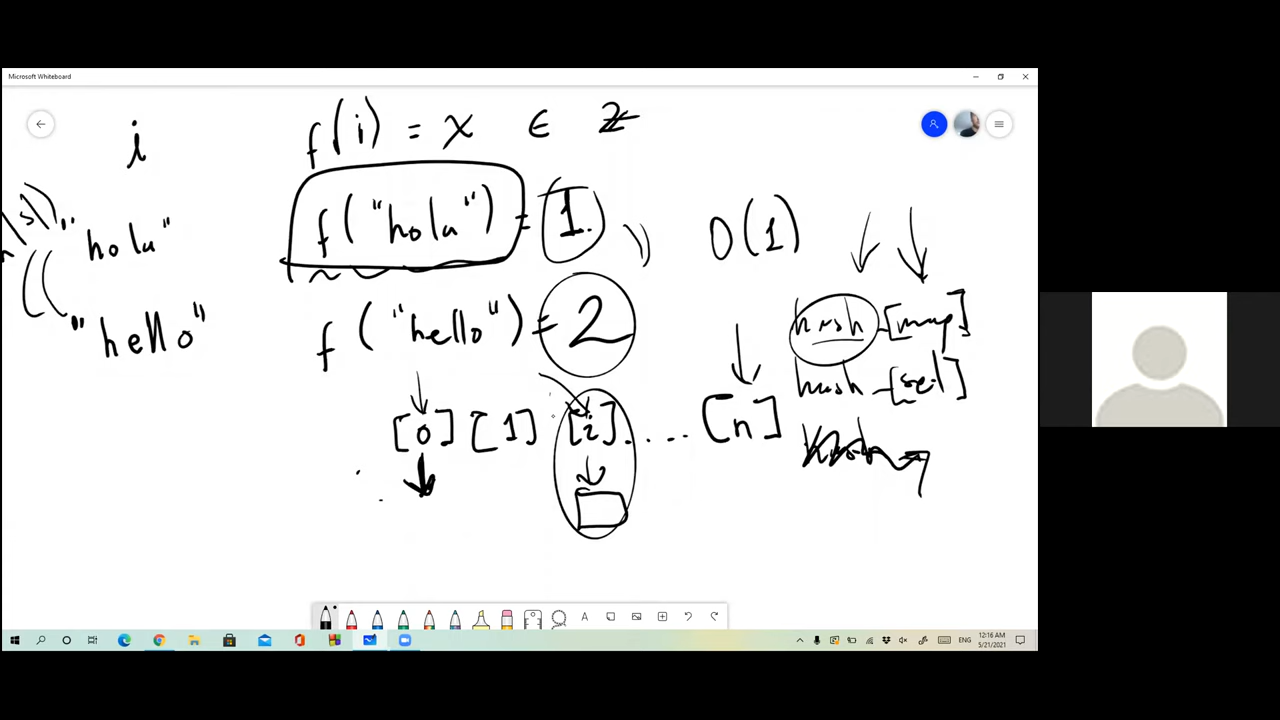 Microsoft Whiteboard
i
f(i) = x ∈ ℤ
"hola"
f("hola") = 1.
O(1)
"hello"
f("hello") = 2
hash-[map]
hash-[set]
[0] [1] [i] .... [n]
A
ENG
12:16 AM
5/21/2021